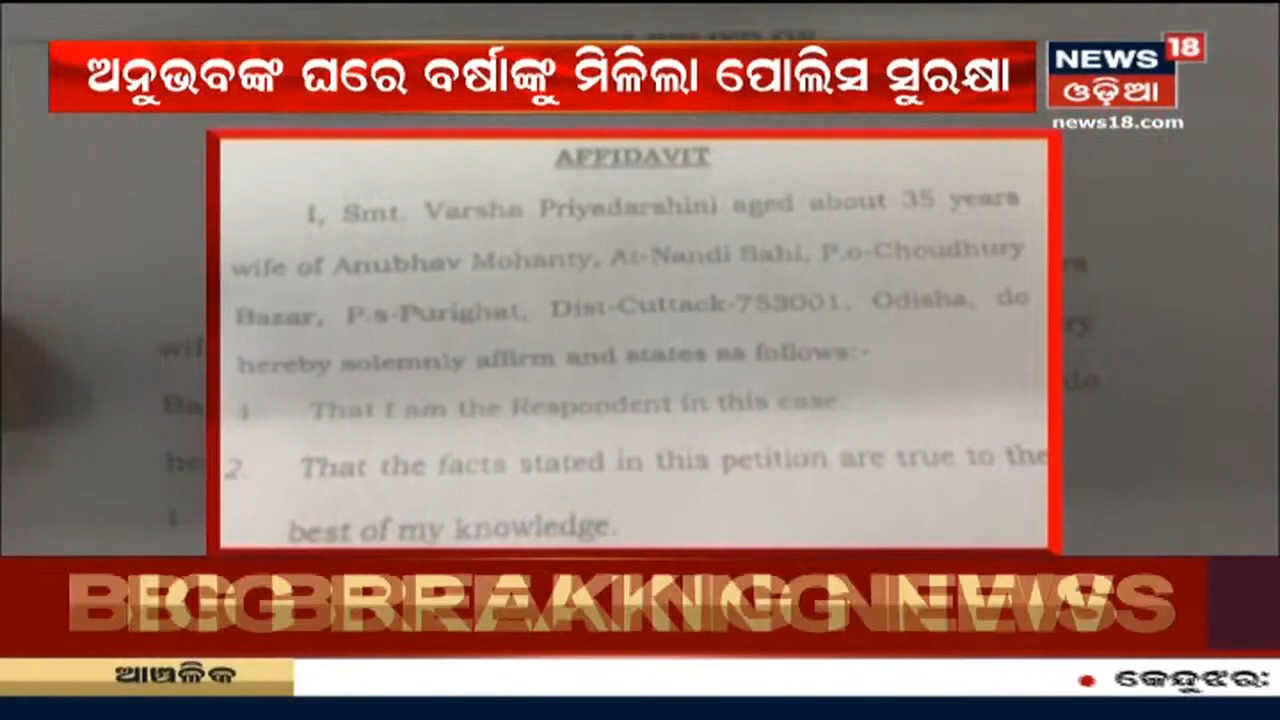 ଅନୁଭବଙ୍କ ଘରେ ବର୍ଷାଙ୍କୁ ମିଳିଲା ପୋଲିସ ସୁରକ୍ଷା
NEWS 18
ଓଡ଼ିଆ
news18.com
AFFIDAVIT
I, Smt. Varsha Priyadarshini aged about 35 years
wife of Anubhav Mohanty, At-Nandi Sahi, P.o-Choudhury
Bazar, P.s-Purighat, Dist-Cuttack-753001, Odisha, do
hereby solemnly affirm and states as follows:-
1. That I am the Respondent in this case
2. That the facts stated in this petition are true to the
best of my knowledge.
BREAKING NEWS
ଆଞ୍ଚଳିକ
କେନ୍ଦୁଝର: